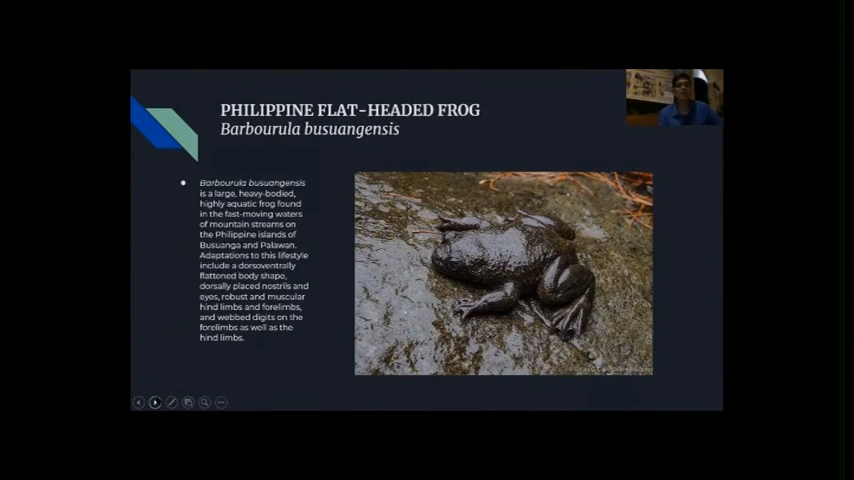 PHILIPPINE FLAT-HEADED FROG
Barbourula busuangensis
Barbourula busuangensis
is a large, heavy-bodied,
highly aquatic frog found
in the fast-moving waters
of mountain streams on
the Philippine islands of
Busuanga and Palawan.
Adaptations to this lifestyle
include a dorsoventrally
flattened body shape,
dorsally placed nostrils and
eyes, robust and muscular
hind limbs and forelimbs,
and webbed digits on the
forelimbs as well as the
hind limbs.